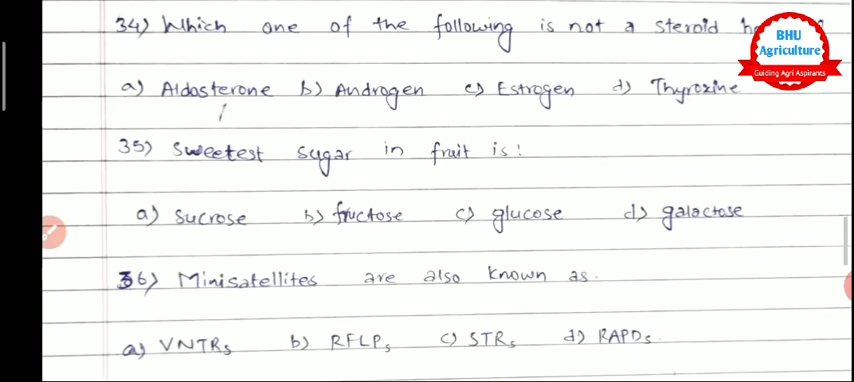 34) Which one of the following is not a steroid
BHU
Agriculture
Guiding Agri Aspirants
a) Aldosterone b) Androgen c) Estrogen d) Thyroxine
35) Sweetest sugar in fruit is:
a) Sucrose b) fructose c) glucose d) galactose
36) Minisatellites are also known as.
a) VNTRs b) RFLPs c) STRs d) RAPDs.